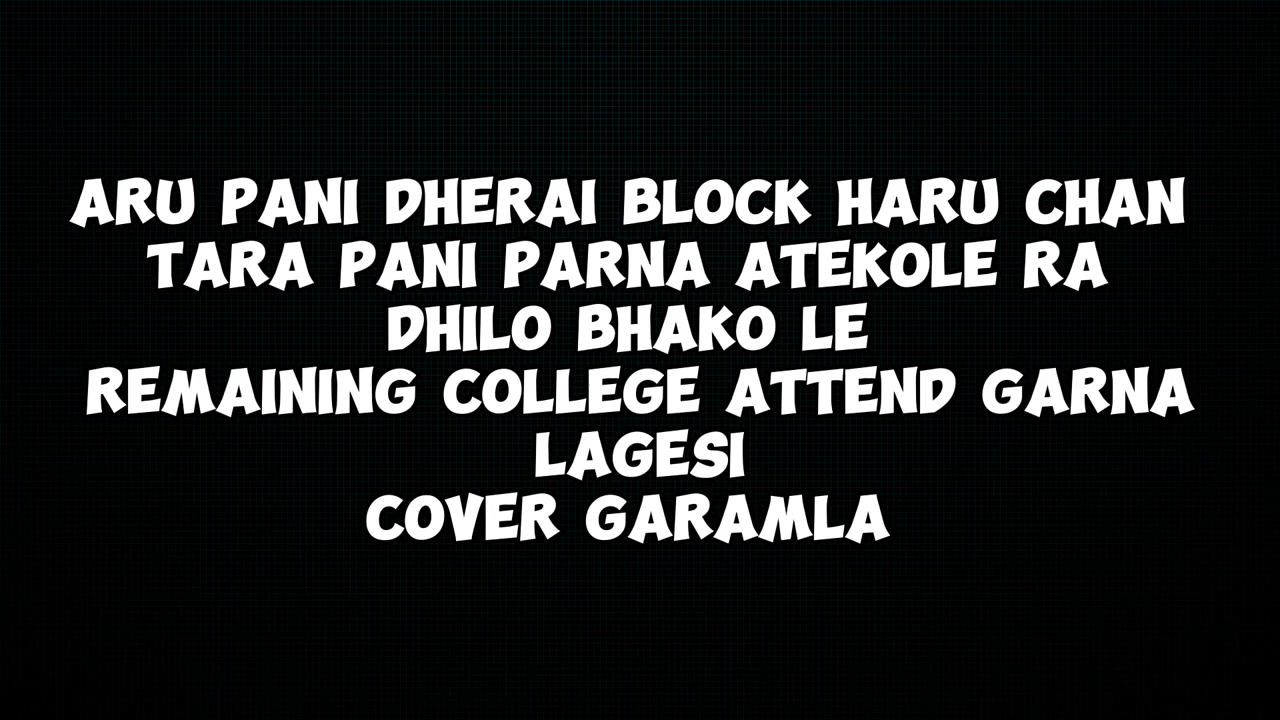 ARU PANI DHERAI BLOCK HARU CHAN
TARA PANI PARNA ATEKOLE RA
DHILO BHAKO LE
REMAINING COLLEGE ATTEND GARNA
LAGESI
COVER GARAMLA